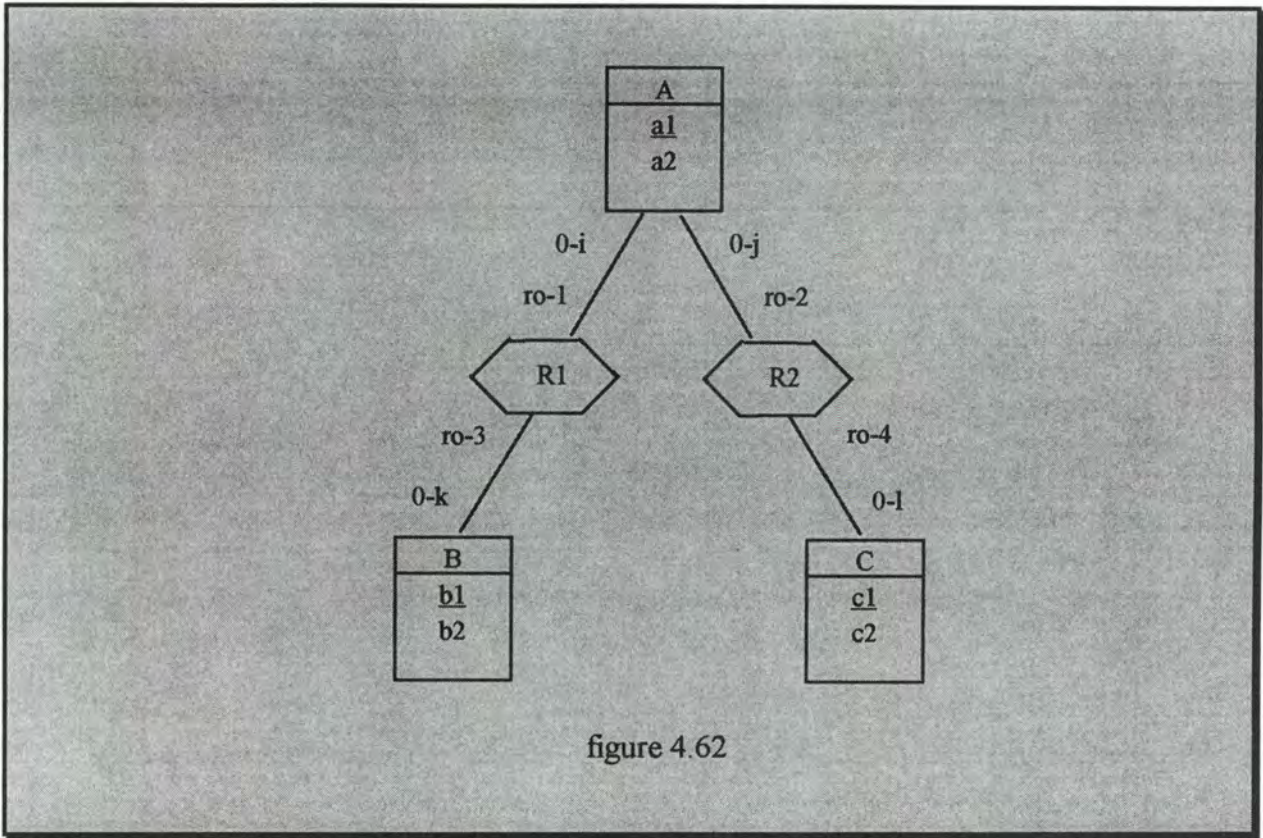 A
a1
a2
0-i
0-j
ro-1
ro-2
R1
R2
ro-3
ro-4
0-k
0-l
B
b1
b2
C
c1
c2
figure 4.62